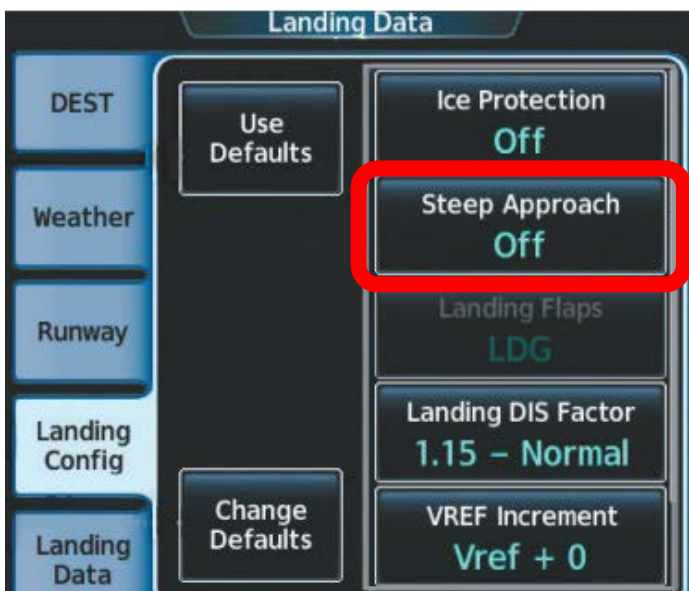 Landing Data
DEST
Weather
Runway
Landing
Config
Landing
Data
Use
Defaults
Change
Defaults
Ice Protection
Off
Steep Approach
Off
Landing Flaps
LDG
Landing DIS Factor
1.15 – Normal
VREF Increment
Vref + 0